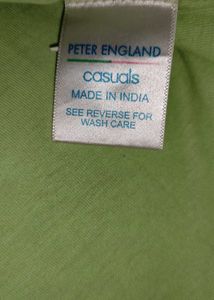 PETER ENGLAND
casuals
MADE IN INDIA
SEE REVERSE FOR
WASH CARE